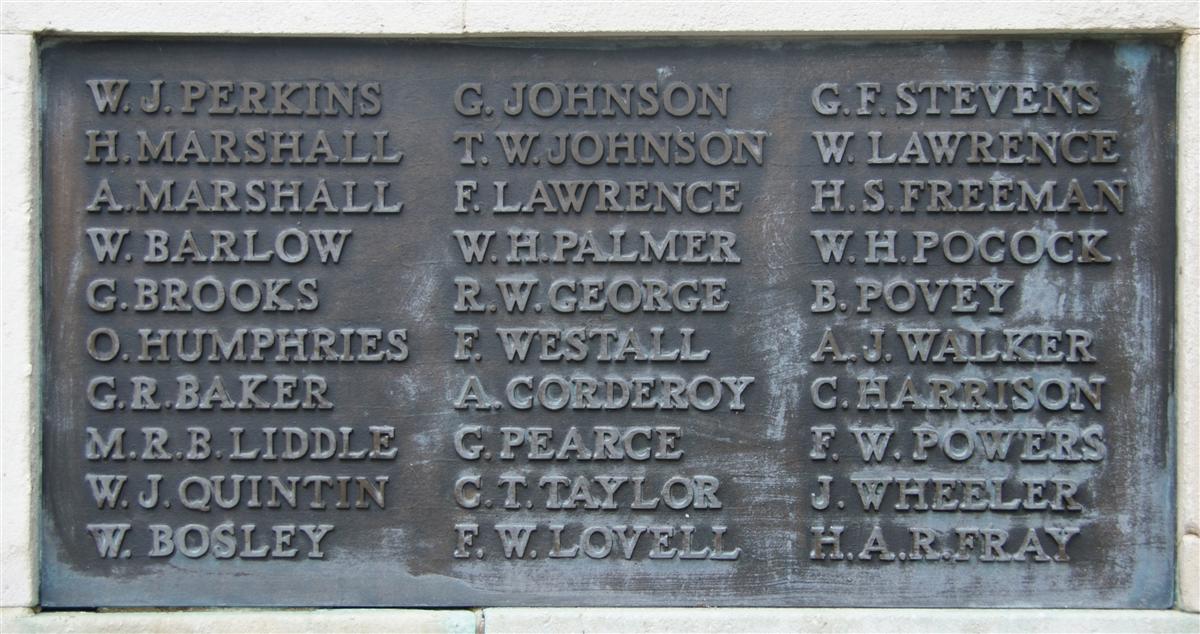 W. J. PERKINS
H. MARSHALL
A. MARSHALL
W. BARLOW
G. BROOKS
O. HUMPHRIES
G. R. BAKER
M. R. B. LIDDLE
W. J. QUINTIN
W. BOSLEY
G. JOHNSON
T. W. JOHNSON
F. LAWRENCE
W. H. PALMER
R. W. GEORGE
F. WESTALL
A. CORDEROY
G. PEARCE
C. T. TAYLOR
F. W. LOVELL
G. F. STEVENS
W. LAWRENCE
H. S. FREEMAN
W. H. POCOCK
B. POVEY
A. J. WALKER
C. HARRISON
F. W. POWERS
J. WHEELER
H. A. R. FRAY